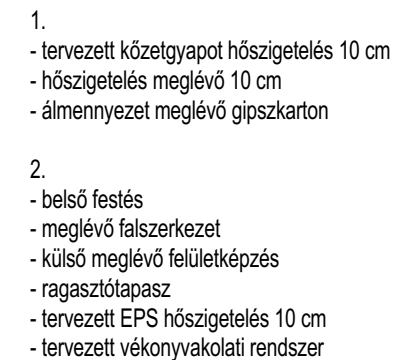 1.
- tervezett kőzetgyapot hőszigetelés 10 cm
- hőszigetelés meglévő 10 cm
- álmennyezet meglévő gipszkarton

2.
- belső festés
- meglévő falszerkezet
- külső meglévő felületképzés
- ragasztótapasz
- tervezett EPS hőszigetelés 10 cm
- tervezett vékonyvakolati rendszer